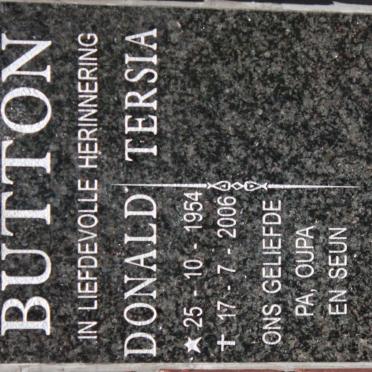 BUTTON
IN LIEFDEVOLLE HERINNERING
DONALD TERSIA
★ 25 - 10 - 1954
✝ 17 - 7 - 2006
ONS GELIEFDE
PA, OUPA
EN SEUN